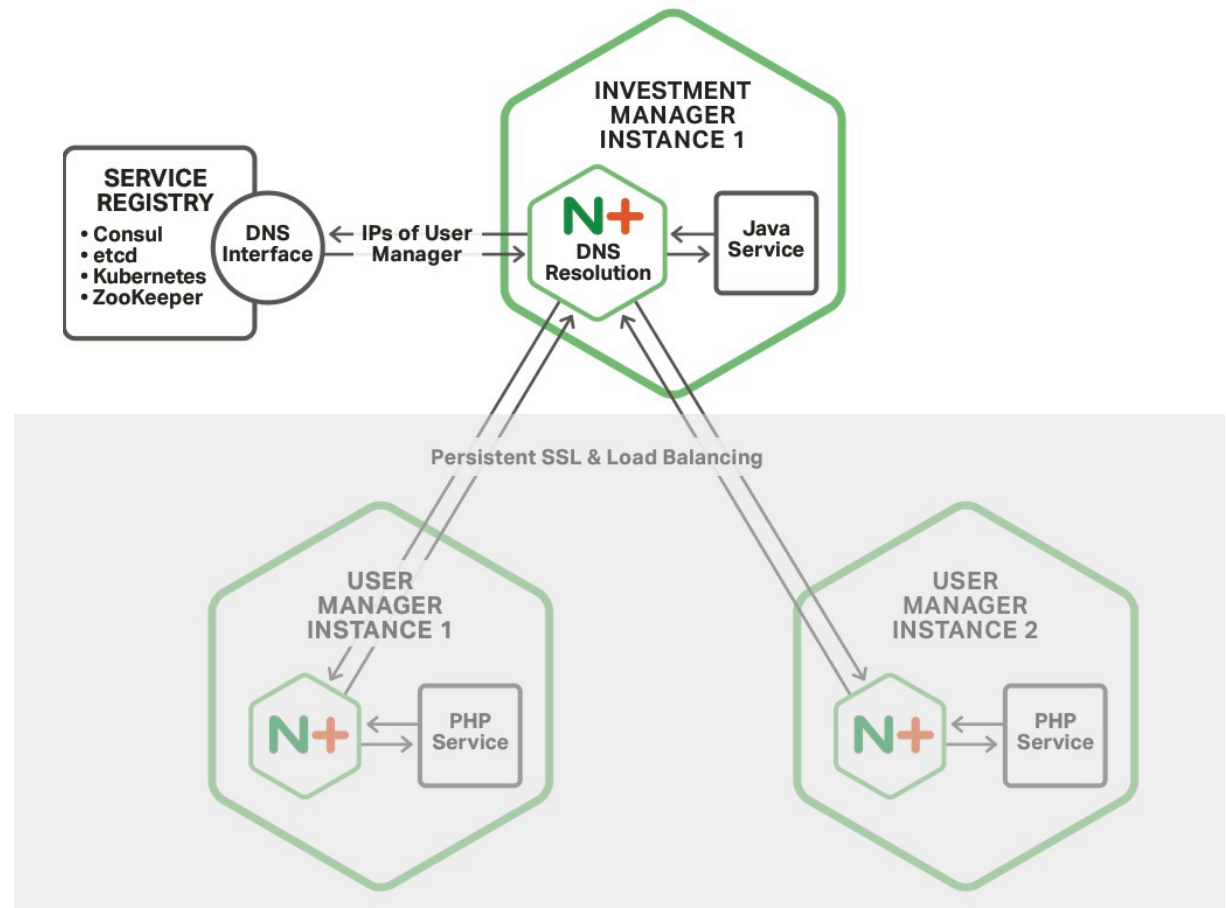 INVESTMENT
MANAGER
INSTANCE 1
SERVICE
REGISTRY
• Consul
• etcd
• Kubernetes
• ZooKeeper
DNS
Interface
IPs of User
Manager
N+
DNS
Resolution
Java
Service
Persistent SSL & Load Balancing
USER
MANAGER
INSTANCE 1
N+
PHP
Service
USER
MANAGER
INSTANCE 2
N+
PHP
Service